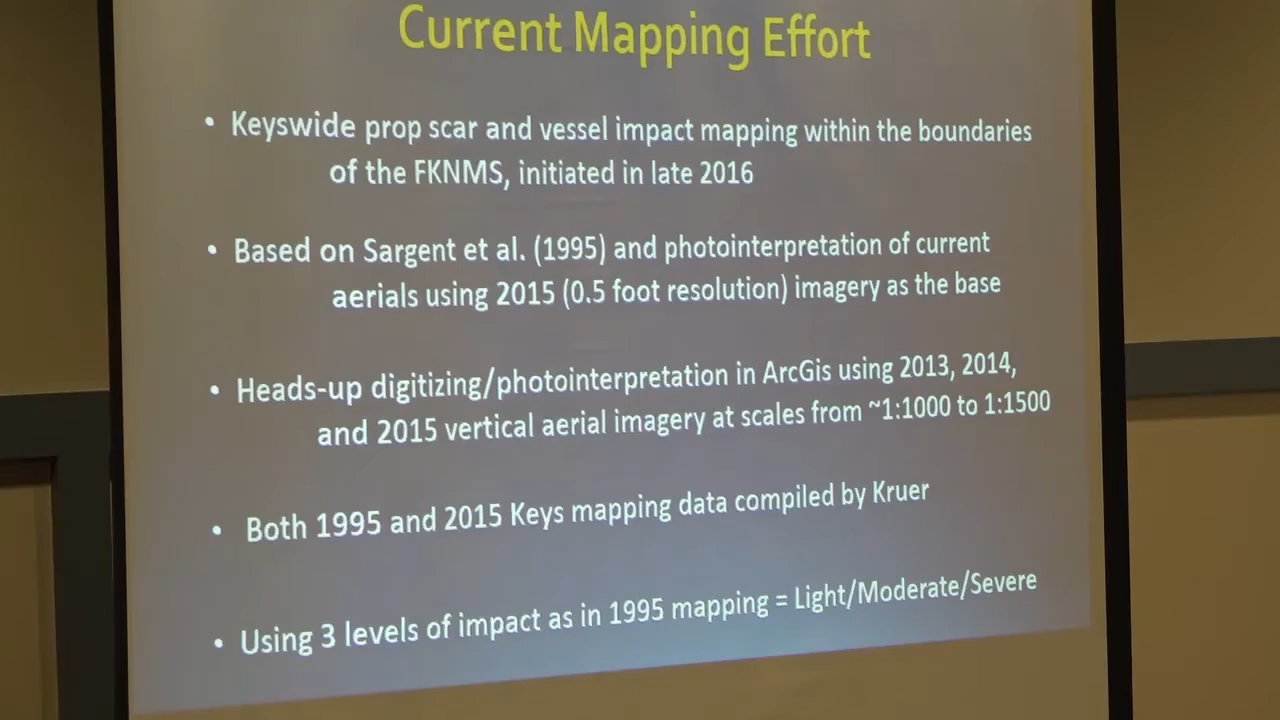 Current Mapping Effort
• Keyswide prop scar and vessel impact mapping within the boundaries
of the FKNMS, initiated in late 2016
• Based on Sargent et al. (1995) and photointerpretation of current
aerials using 2015 (0.5 foot resolution) imagery as the base
• Heads-up digitizing/photointerpretation in ArcGis using 2013, 2014,
and 2015 vertical aerial imagery at scales from ~1:1000 to 1:1500
• Both 1995 and 2015 Keys mapping data compiled by Kruer
• Using 3 levels of impact as in 1995 mapping = Light/Moderate/Severe